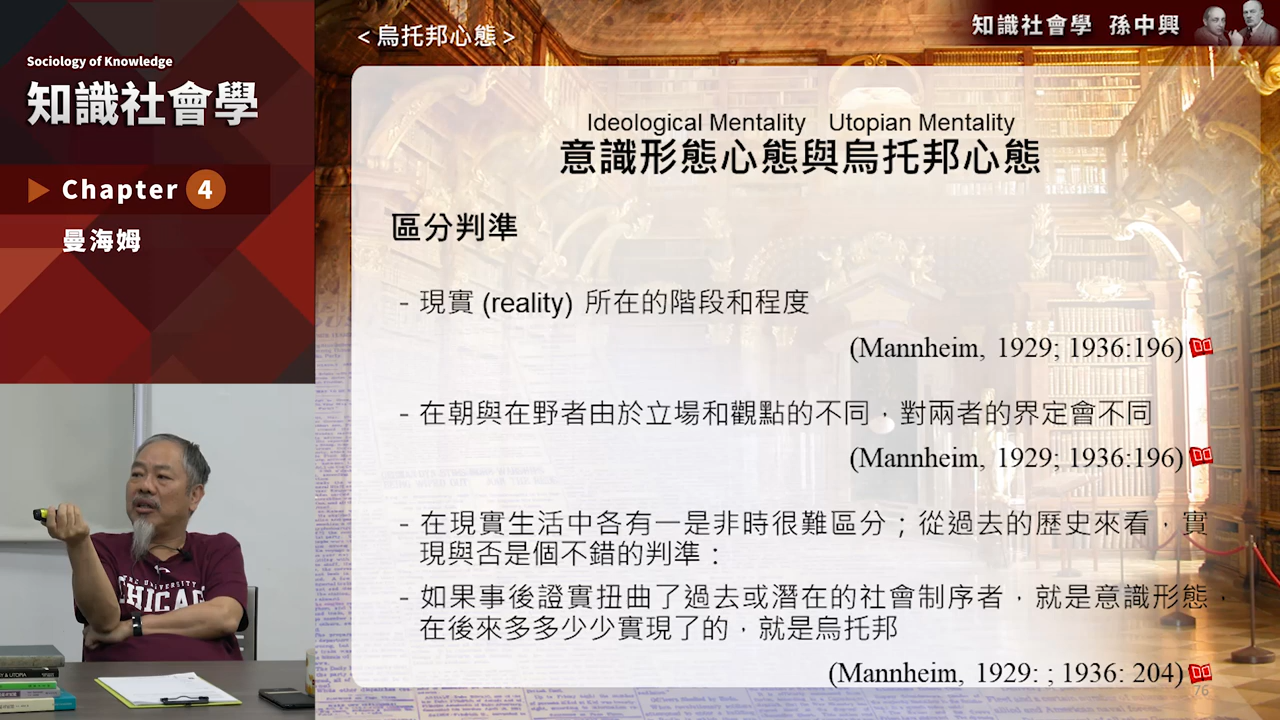 Sociology of Knowledge
知識社會學
Chapter 4
曼海姆
<烏托邦心態>
知識社會學 孫中興
Ideological Mentality Utopian Mentality
意識形態心態與烏托邦心態
區分判準
- 現實 (reality) 所在的階段和程度
(Mannheim, 1929; 1936:196)
- 在朝與在野者由於立場和觀點的不同，對兩者的界定會不同
(Mannheim, 1929; 1936:196)
- 在現實生活中各有一是非時很難區分；從過去的歷史來看，實
現與否是個不錯的判準：
- 如果事後證實扭曲了過去或潛在的社會制序者，就是意識形態，
在後來多多少少實現了的，就是烏托邦
(Mannheim, 1929: ; 1936: 204)
76
CHICAG
UTOPIA